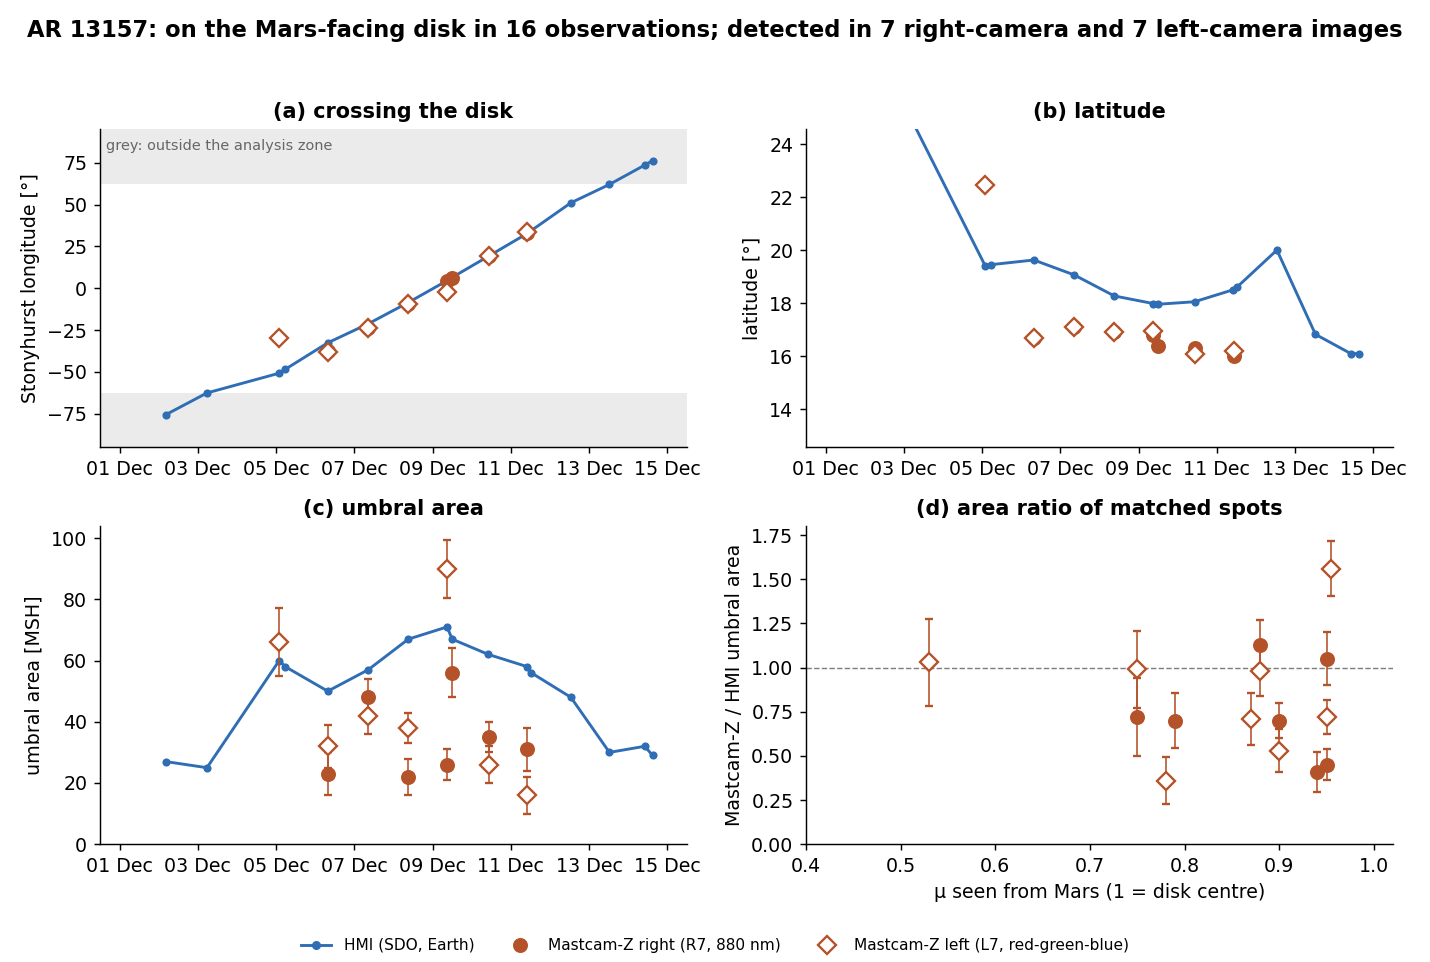 AR 13157: on the Mars-facing disk in 16 observations; detected in 7 right-camera and 7 left-camera images
(a) crossing the disk
grey: outside the analysis zone
Stonyhurst longitude [°]
75
50
25
0
−25
−50
−75
01 Dec 03 Dec 05 Dec 07 Dec 09 Dec 11 Dec 13 Dec 15 Dec
(b) latitude
latitude [°]
24
22
20
18
16
14
01 Dec 03 Dec 05 Dec 07 Dec 09 Dec 11 Dec 13 Dec 15 Dec
(c) umbral area
umbral area [MSH]
100
80
60
40
20
0
01 Dec 03 Dec 05 Dec 07 Dec 09 Dec 11 Dec 13 Dec 15 Dec
(d) area ratio of matched spots
Mastcam-Z / HMI umbral area
1.75
1.50
1.25
1.00
0.75
0.50
0.25
0.00
0.4 0.5 0.6 0.7 0.8 0.9 1.0
μ seen from Mars (1 = disk centre)
HMI (SDO, Earth) Mastcam-Z right (R7, 880 nm) Mastcam-Z left (L7, red-green-blue)